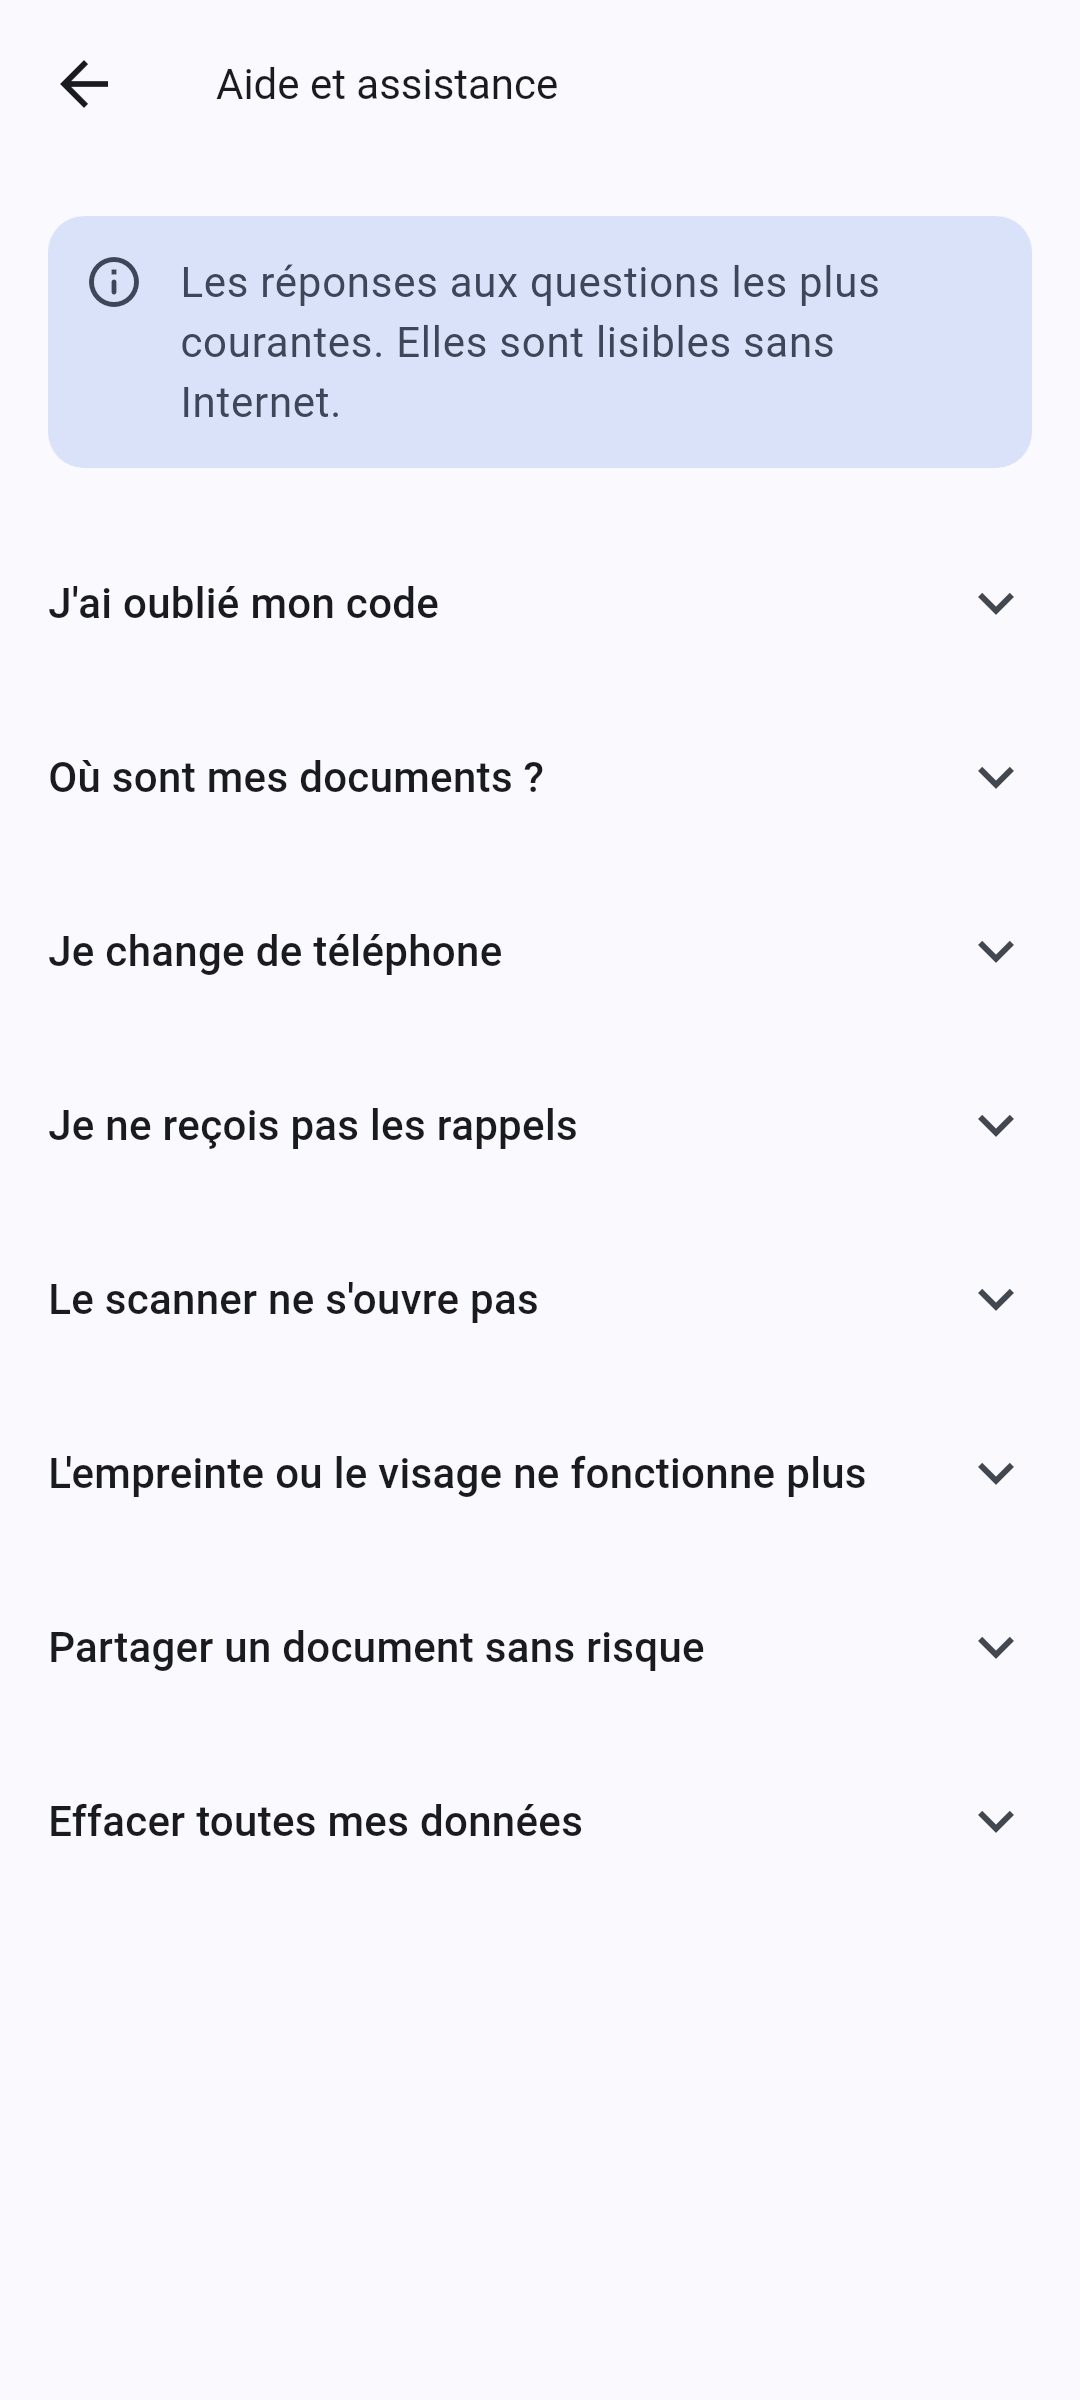 Aide et assistance
Les réponses aux questions les plus
courantes. Elles sont lisibles sans
Internet.
J'ai oublié mon code
Où sont mes documents ?
Je change de téléphone
Je ne reçois pas les rappels
Le scanner ne s'ouvre pas
L'empreinte ou le visage ne fonctionne plus
Partager un document sans risque
Effacer toutes mes données